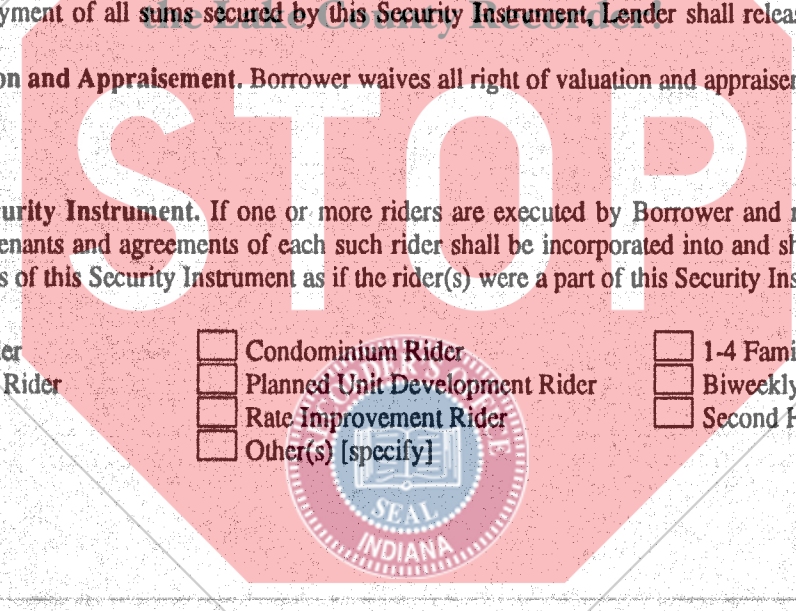 the Lake County Recorder!
yment of all sums secured by this Security Instrument, Lender shall releas
on and Appraisement. Borrower waives all right of valuation and appraisem
STOP
curity Instrument. If one or more riders are executed by Borrower and r
enants and agreements of each such rider shall be incorporated into and sh
s of this Security Instrument as if the rider(s) were a part of this Security Ins
er
Condominium Rider
1-4 Fami
Rider
Planned Unit Development Rider
Biweekly
Rate Improvement Rider
Second H
Other(s) [specify]
SEAL
INDIANA